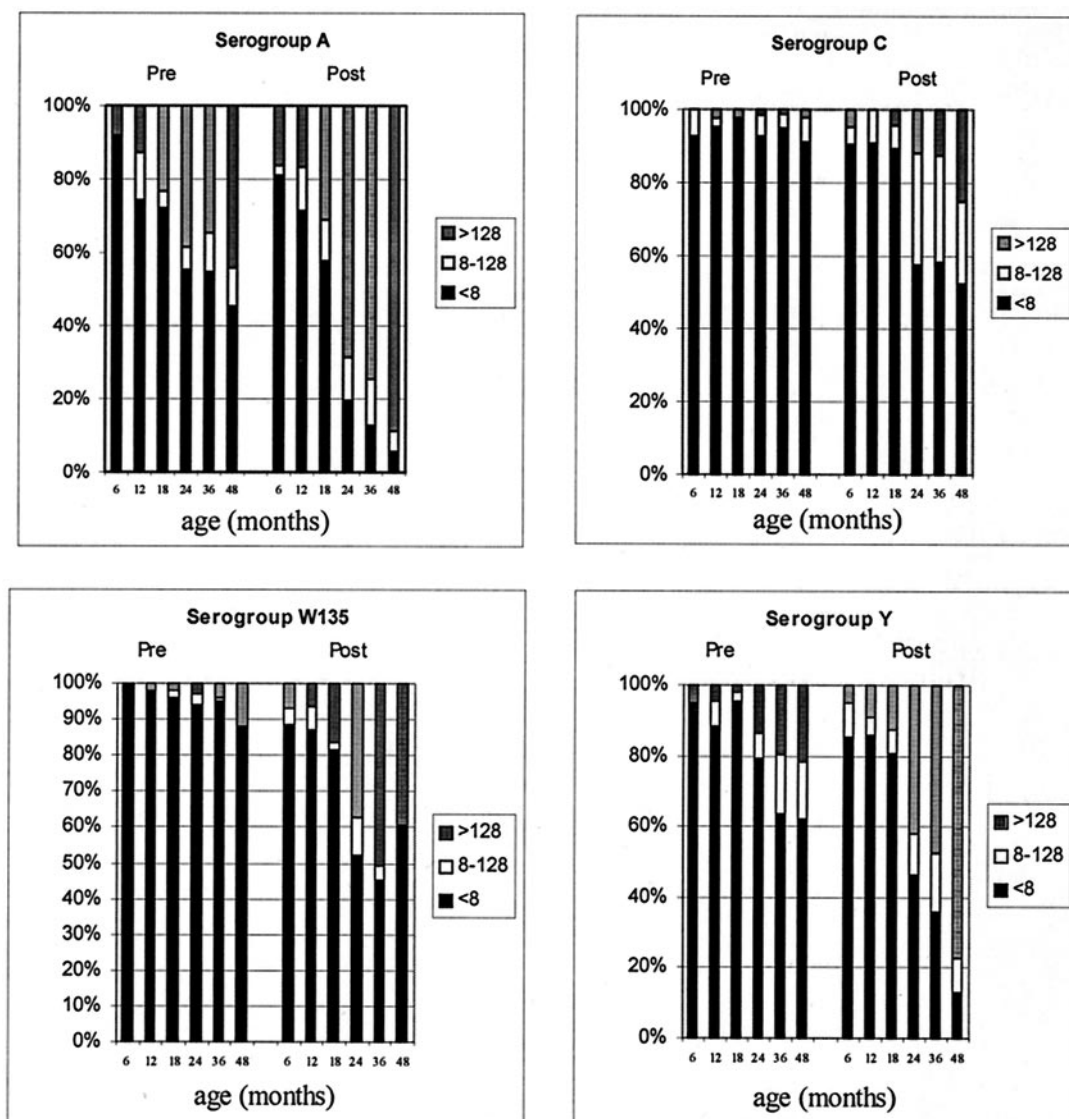 Serogroup A
Pre Post
100%
80%
60%
40%
20%
0%
>128
8-128
<8
6 12 18 24 36 48 6 12 18 24 36 48
age (months)
Serogroup C
Pre Post
100%
80%
60%
40%
20%
0%
>128
8-128
<8
6 12 18 24 36 48 6 12 18 24 36 48
age (months)
Serogroup W135
Pre Post
100%
90%
80%
70%
60%
50%
40%
30%
20%
10%
0%
>128
8-128
<8
6 12 18 24 36 48 6 12 18 24 36 48
age (months)
Serogroup Y
Pre Post
100%
80%
60%
40%
20%
0%
>128
8-128
<8
6 12 18 24 36 48 6 12 18 24 36 48
age (months)